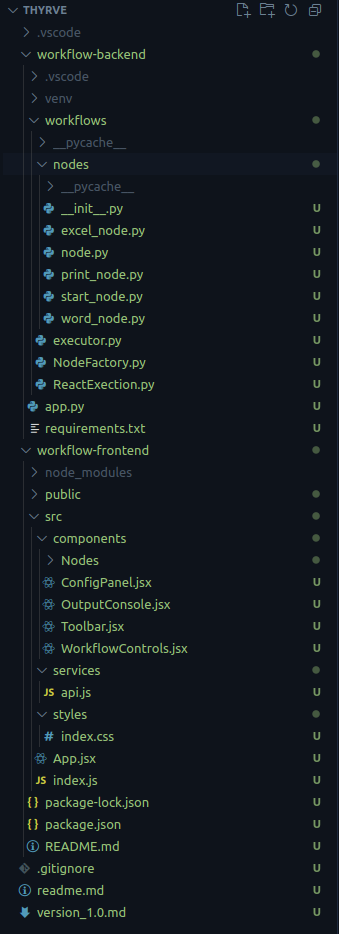 THYRVE
.vscode
workflow-backend
.vscode
venv
workflows
__pycache__
nodes
__pycache__
__init__.py U
excel_node.py U
node.py U
print_node.py U
start_node.py U
word_node.py U
executor.py U
NodeFactory.py U
ReactExection.py U
app.py U
requirements.txt U
workflow-frontend
node_modules
public
src
components
Nodes
ConfigPanel.jsx U
OutputConsole.jsx U
Toolbar.jsx U
WorkflowControls.jsx U
services
JS api.js U
styles
# index.css U
App.jsx U
JS index.js U
{ } package-lock.json U
{ } package.json U
README.md U
.gitignore U
readme.md U
version_1.0.md U